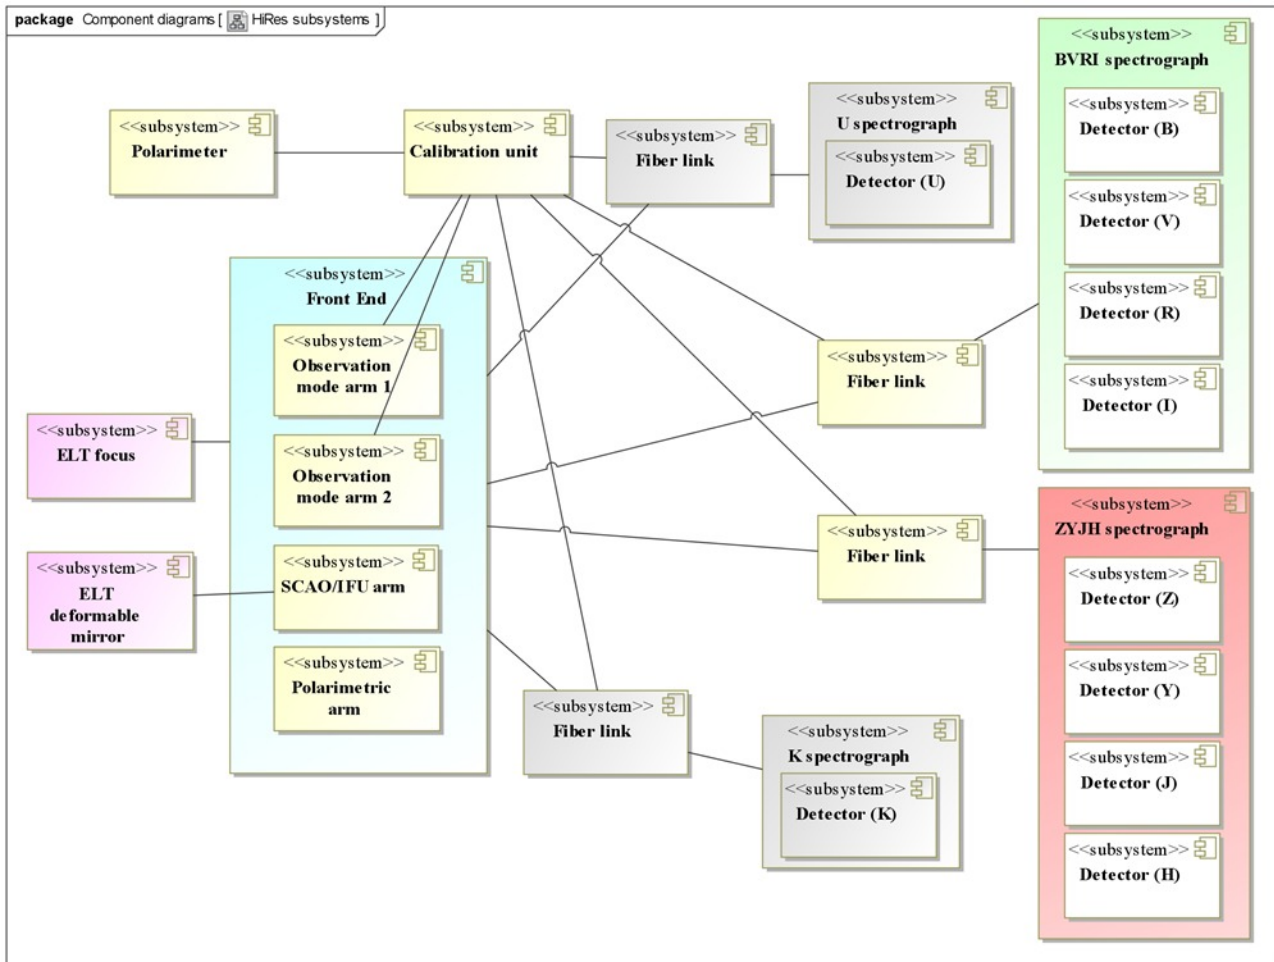 package Component diagrams [ HiRes subsystems ]
<<subsystem>>
Polarimeter
<<subsystem>>
Calibration unit
<<subsystem>>
Fiber link
<<subsystem>>
U spectrograph
<<subsystem>>
Detector (U)
<<subsystem>>
BVRI spectrograph
<<subsystem>>
Detector (B)
<<subsystem>>
Detector (V)
<<subsystem>>
Detector (R)
<<subsystem>>
Detector (I)
<<subsystem>>
Front End
<<subsystem>>
Observation
mode arm 1
<<subsystem>>
Observation
mode arm 2
<<subsystem>>
SCAO/IFU arm
<<subsystem>>
Polarimetric
arm
<<subsystem>>
ELT focus
<<subsystem>>
ELT
deformable
mirror
<<subsystem>>
Fiber link
<<subsystem>>
Fiber link
<<subsystem>>
Fiber link
<<subsystem>>
K spectrograph
<<subsystem>>
Detector (K)
<<subsystem>>
ZYJH spectrograph
<<subsystem>>
Detector (Z)
<<subsystem>>
Detector (Y)
<<subsystem>>
Detector (J)
<<subsystem>>
Detector (H)